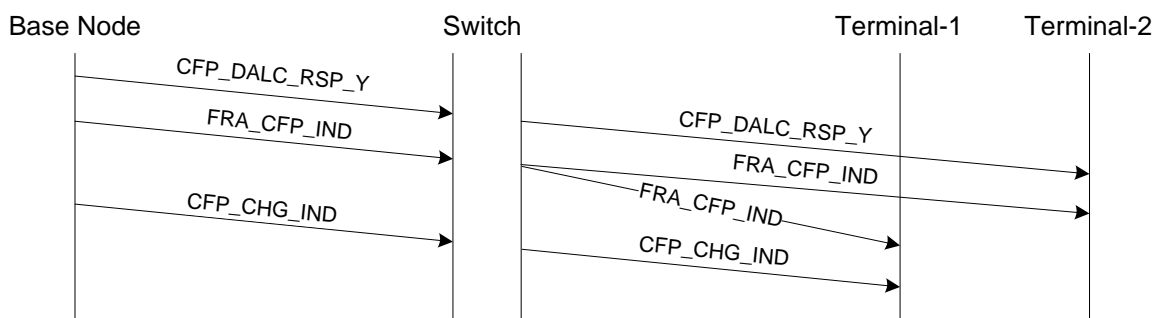 Base Node
Switch
Terminal-1
Terminal-2
CFP_DALC_RSP_Y
FRA_CFP_IND
CFP_CHG_IND
CFP_DALC_RSP_Y
FRA_CFP_IND
FRA_CFP_IND
CFP_CHG_IND